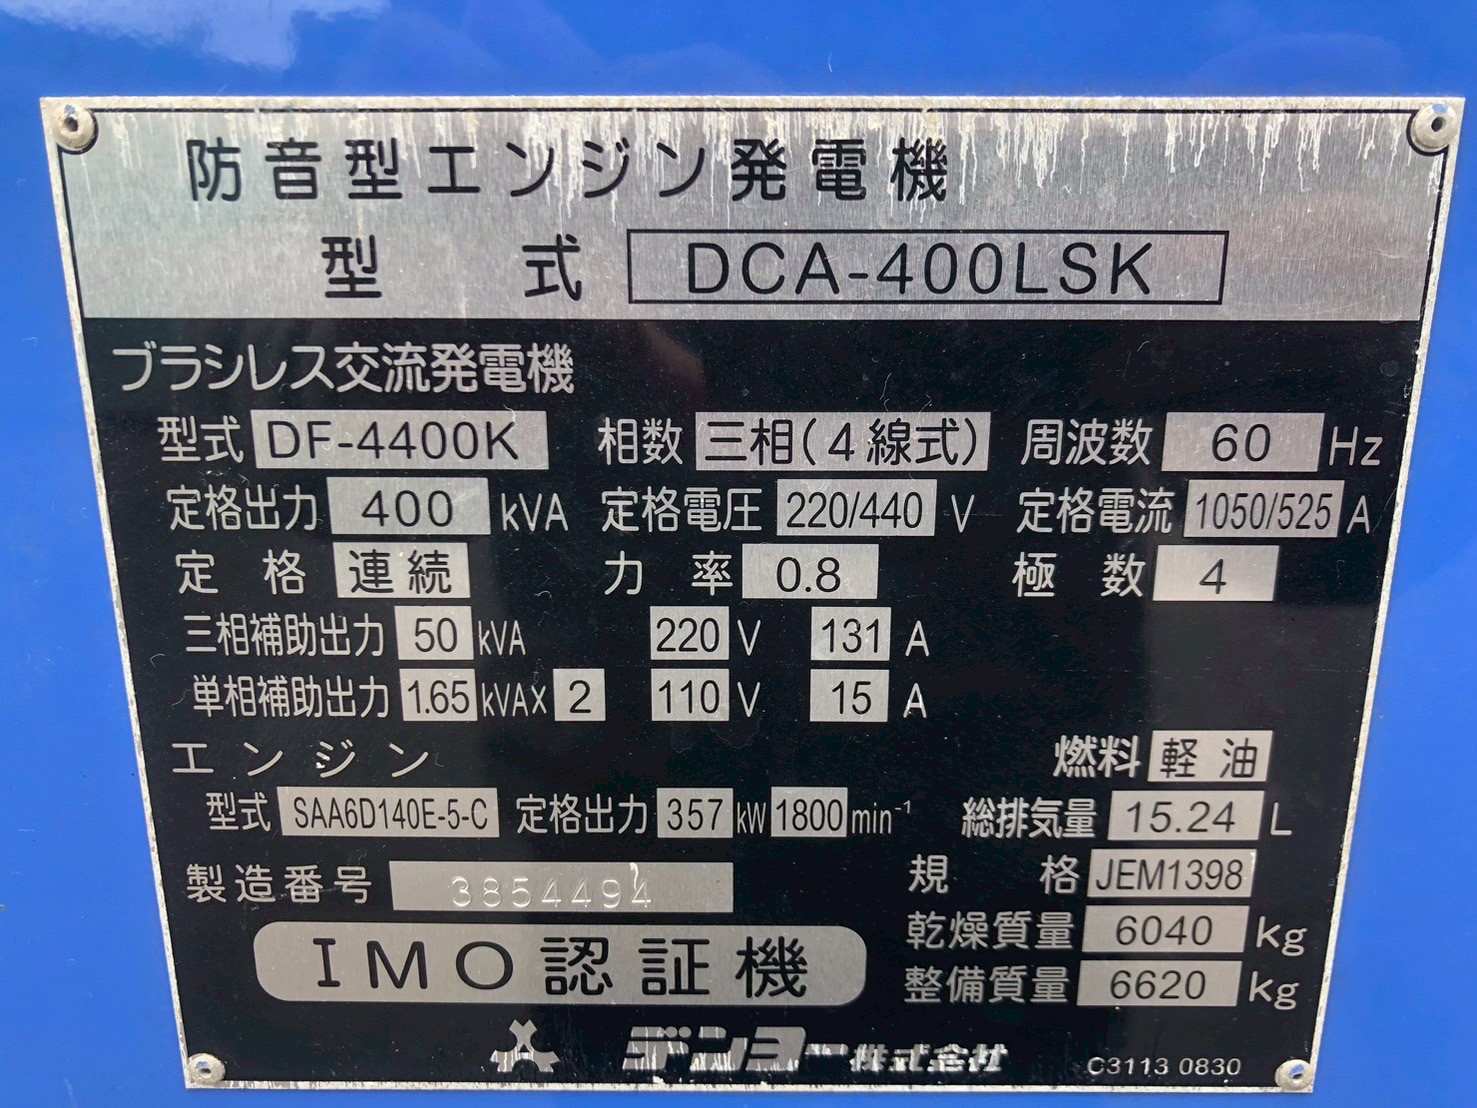 防音型エンジン発電機
型式 DCA-400LSK
ブラシレス交流発電機
型式 DF-4400K 相数 三相(4線式) 周波数 60 Hz
定格出力 400 kVA 定格電圧 220/440 V 定格電流 1050/525 A
定格 連続 力率 0.8 極数 4
三相補助出力 50 kVA 220 V 131 A
単相補助出力 1.65 kVA× 2 110 V 15 A
エンジン 燃料 軽油
型式 SAA6D140E-5-C 定格出力 357 kW 1800 min⁻¹ 総排気量 15.24 L
製造番号 3854494 規格 JEM1398
乾燥質量 6040 kg
IMO認証機 整備質量 6620 kg
デンヨー株式会社 C3113 0830